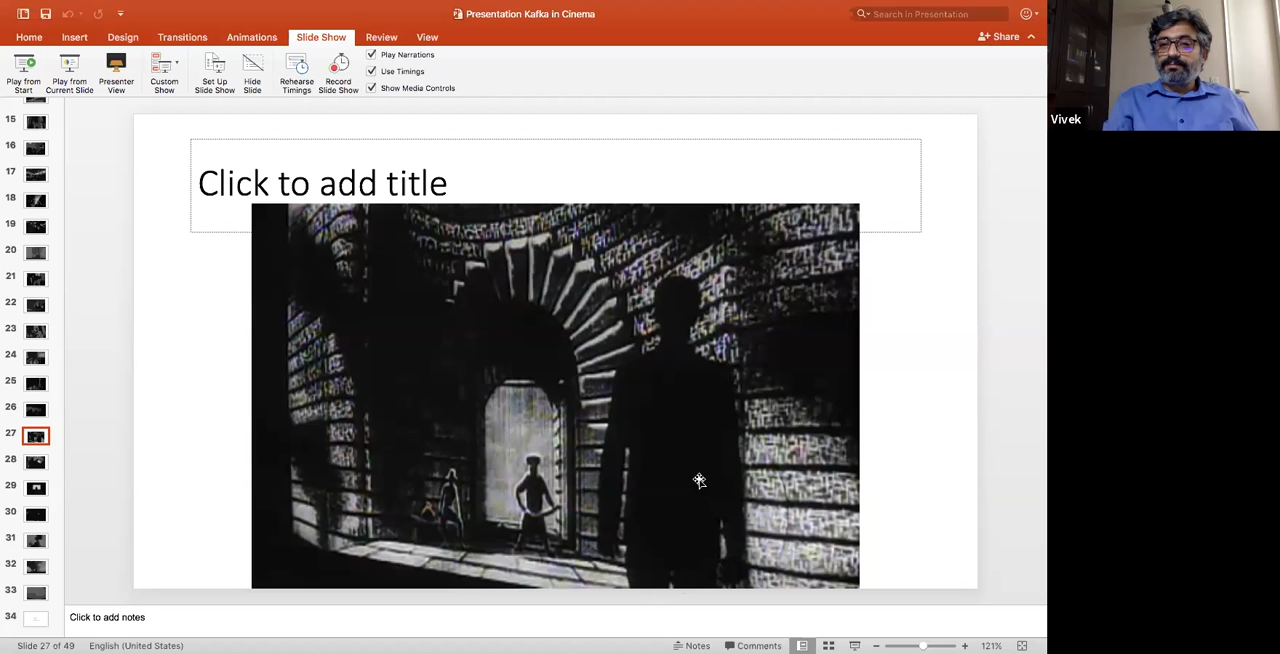 Presentation Kafka in Cinema
Search in Presentation
Home Insert Design Transitions Animations Slide Show Review View
Share
Play from Start
Play from Current Slide
Presenter View
Custom Show
Set Up Slide Show
Hide Slide
Rehearse Timings
Record Slide Show
Play Narrations
Use Timings
Show Media Controls
Vivek
15
16
17
18
19
20
21
22
23
24
25
26
27
28
29
30
31
32
33
34
Click to add title
Click to add notes
Slide 27 of 49 English (United States) Notes Comments 121%